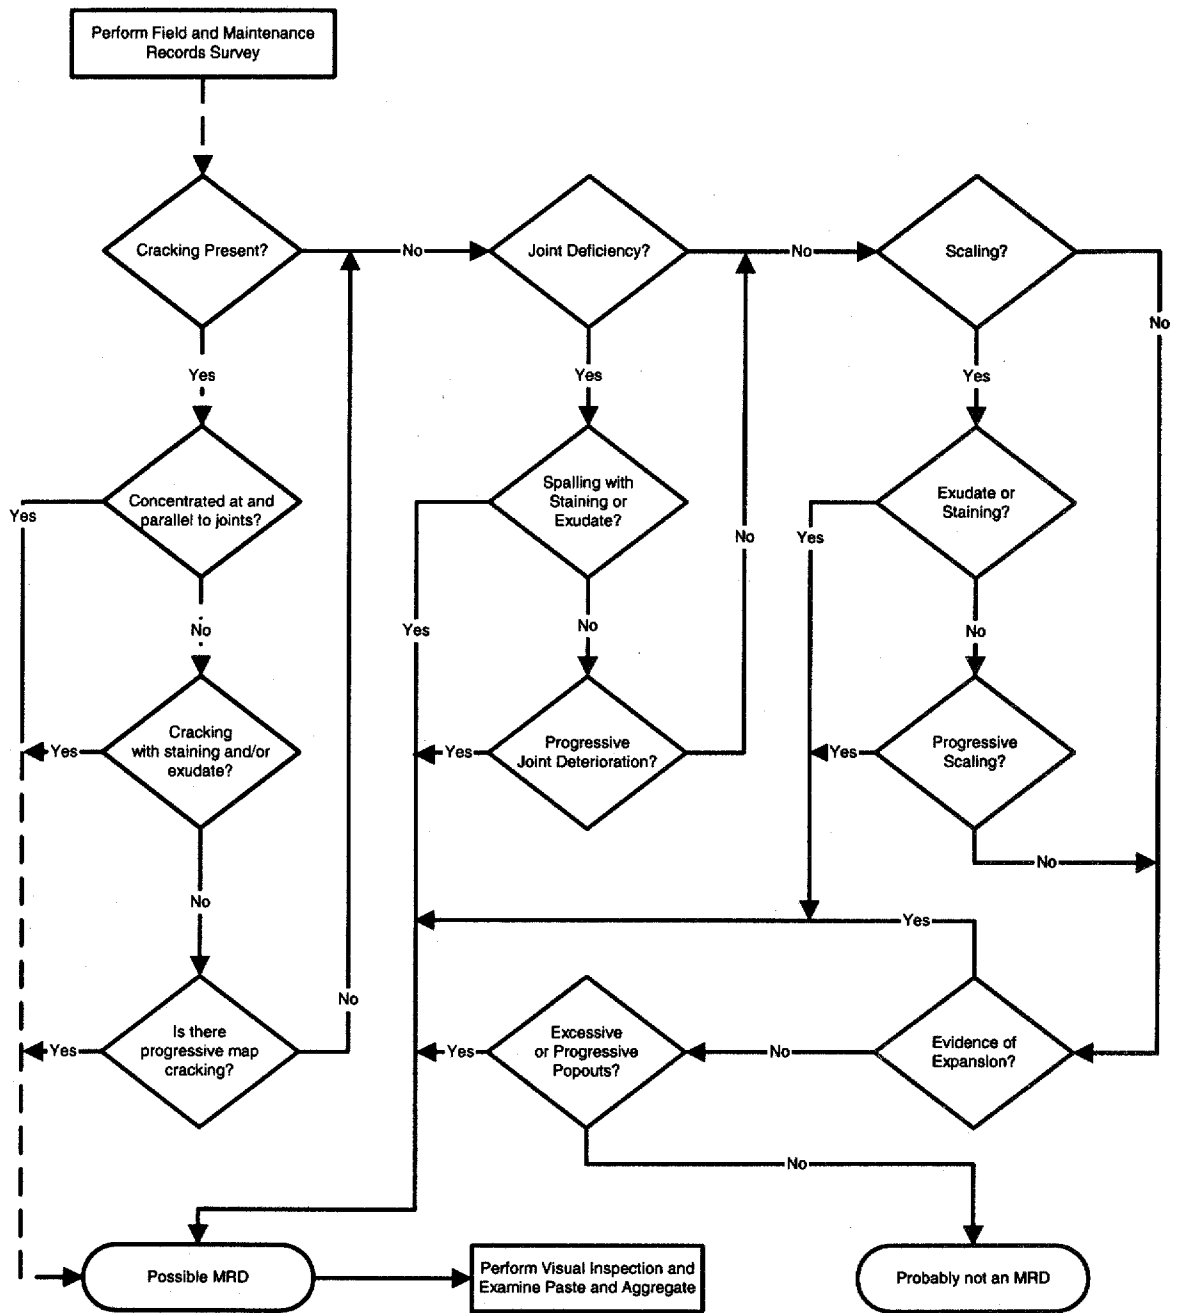 Perform Field and Maintenance
Records Survey
Cracking Present?
No
Joint Deficiency?
No
Scaling?
No
Yes
Yes
Yes
Concentrated at and
parallel to joints?
Yes
Spalling with
Staining or
Exudate?
No
Exudate or
Staining?
Yes
No
Yes
No
No
Cracking
with staining and/or
exudate?
Yes
Progressive
Joint Deterioration?
Yes
Progressive
Scaling?
Yes
No
No
Yes
Is there
progressive map
cracking?
Yes
No
Excessive
or Progressive
Popouts?
Yes
No
Evidence of
Expansion?
No
Possible MRD
Perform Visual Inspection and
Examine Paste and Aggregate
Probably not an MRD